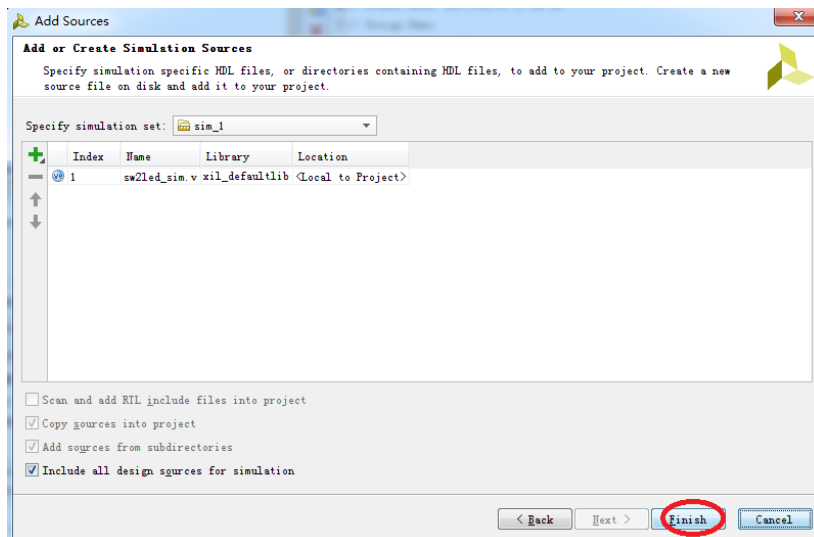 Add Sources
Add or Create Simulation Sources
Specify simulation specific HDL files, or directories containing HDL files, to add to your project. Create a new
source file on disk and add it to your project.
Specify simulation set: sim_1
Index Name Library Location
1 sw2led_sim.v xil_defaultlib <Local to Project>
Scan and add RTL include files into project
Copy sources into project
Add sources from subdirectories
Include all design sources for simulation
< Back Next > Finish Cancel